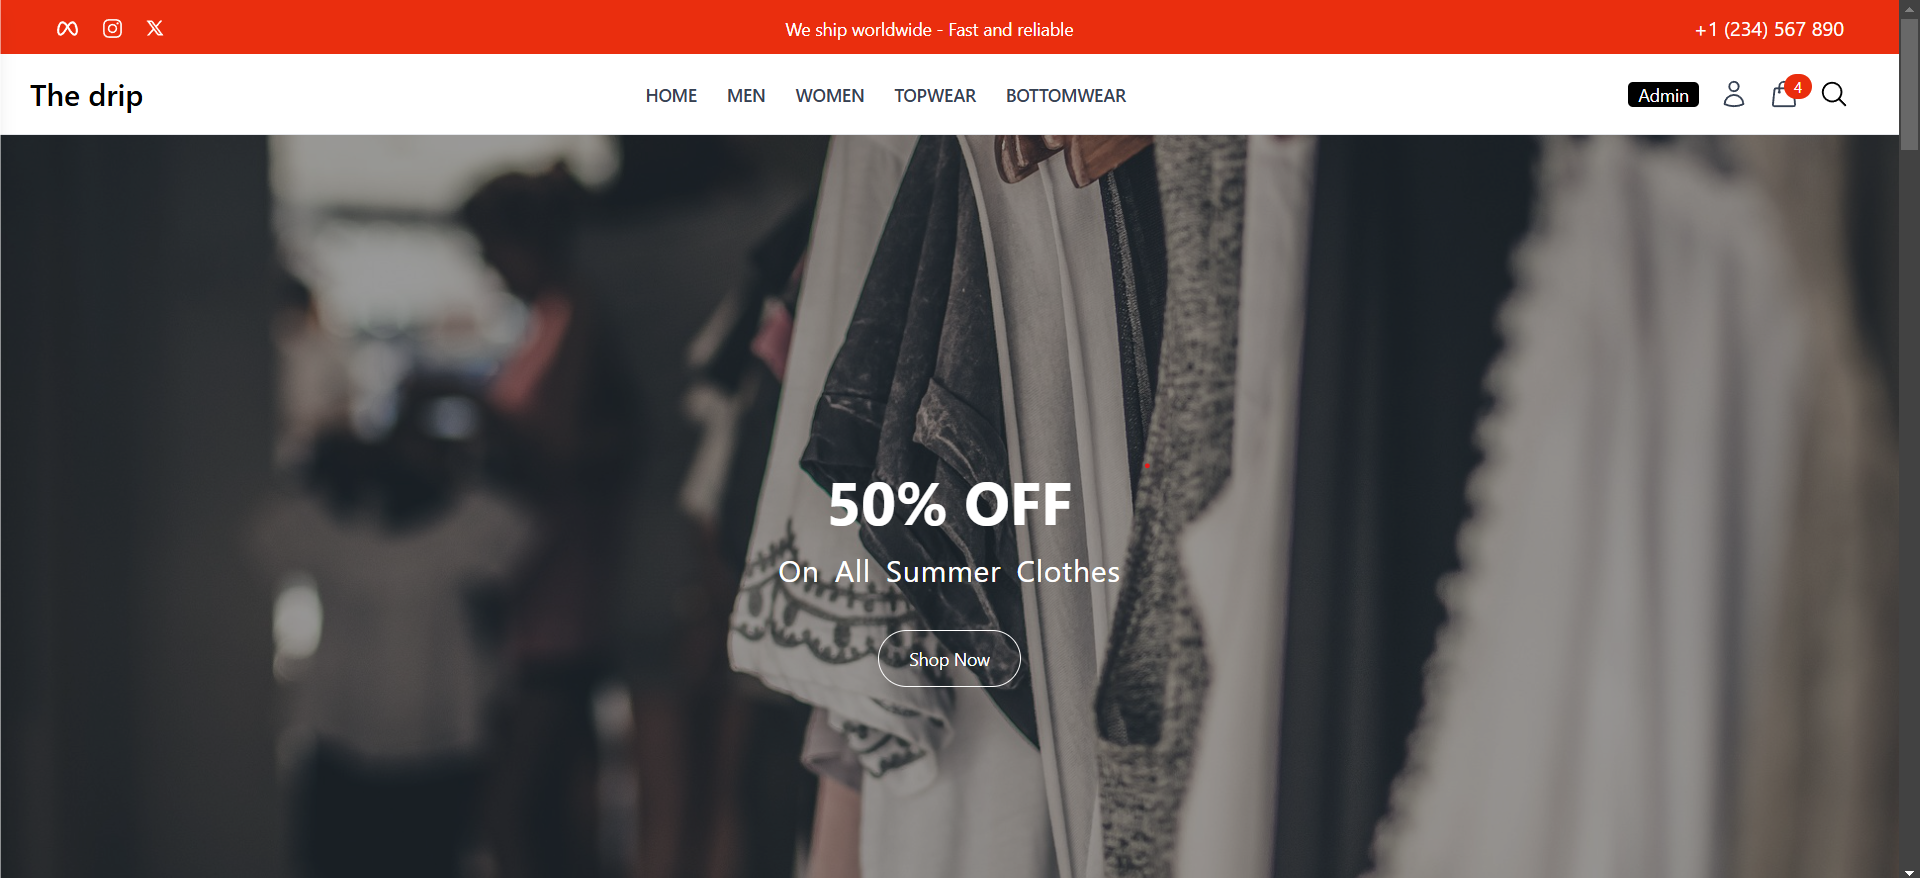 We ship worldwide - Fast and reliable
+1 (234) 567 890
The drip
HOME MEN WOMEN TOPWEAR BOTTOMWEAR
Admin
4
50% OFF
On All Summer Clothes
Shop Now